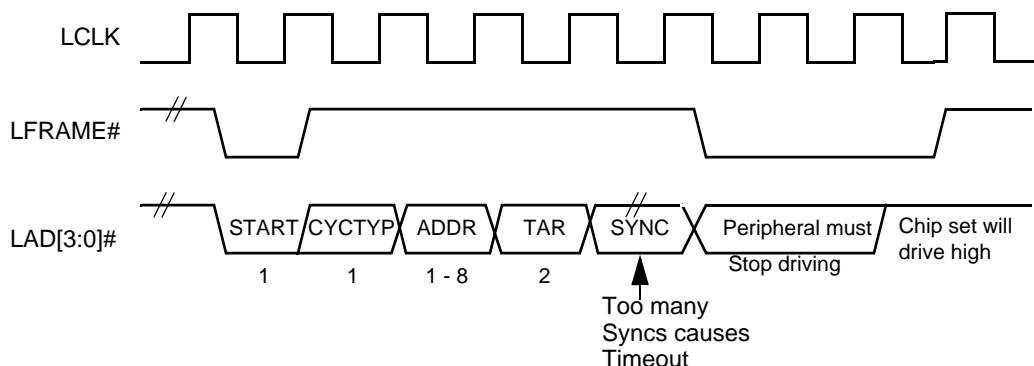 LCLK
LFRAME#
LAD[3:0]#
START CYCTYP ADDR TAR SYNC
Peripheral must
Stop driving
Chip set will
drive high
1 1 1 - 8 2
Too many
Syncs causes
Timeout